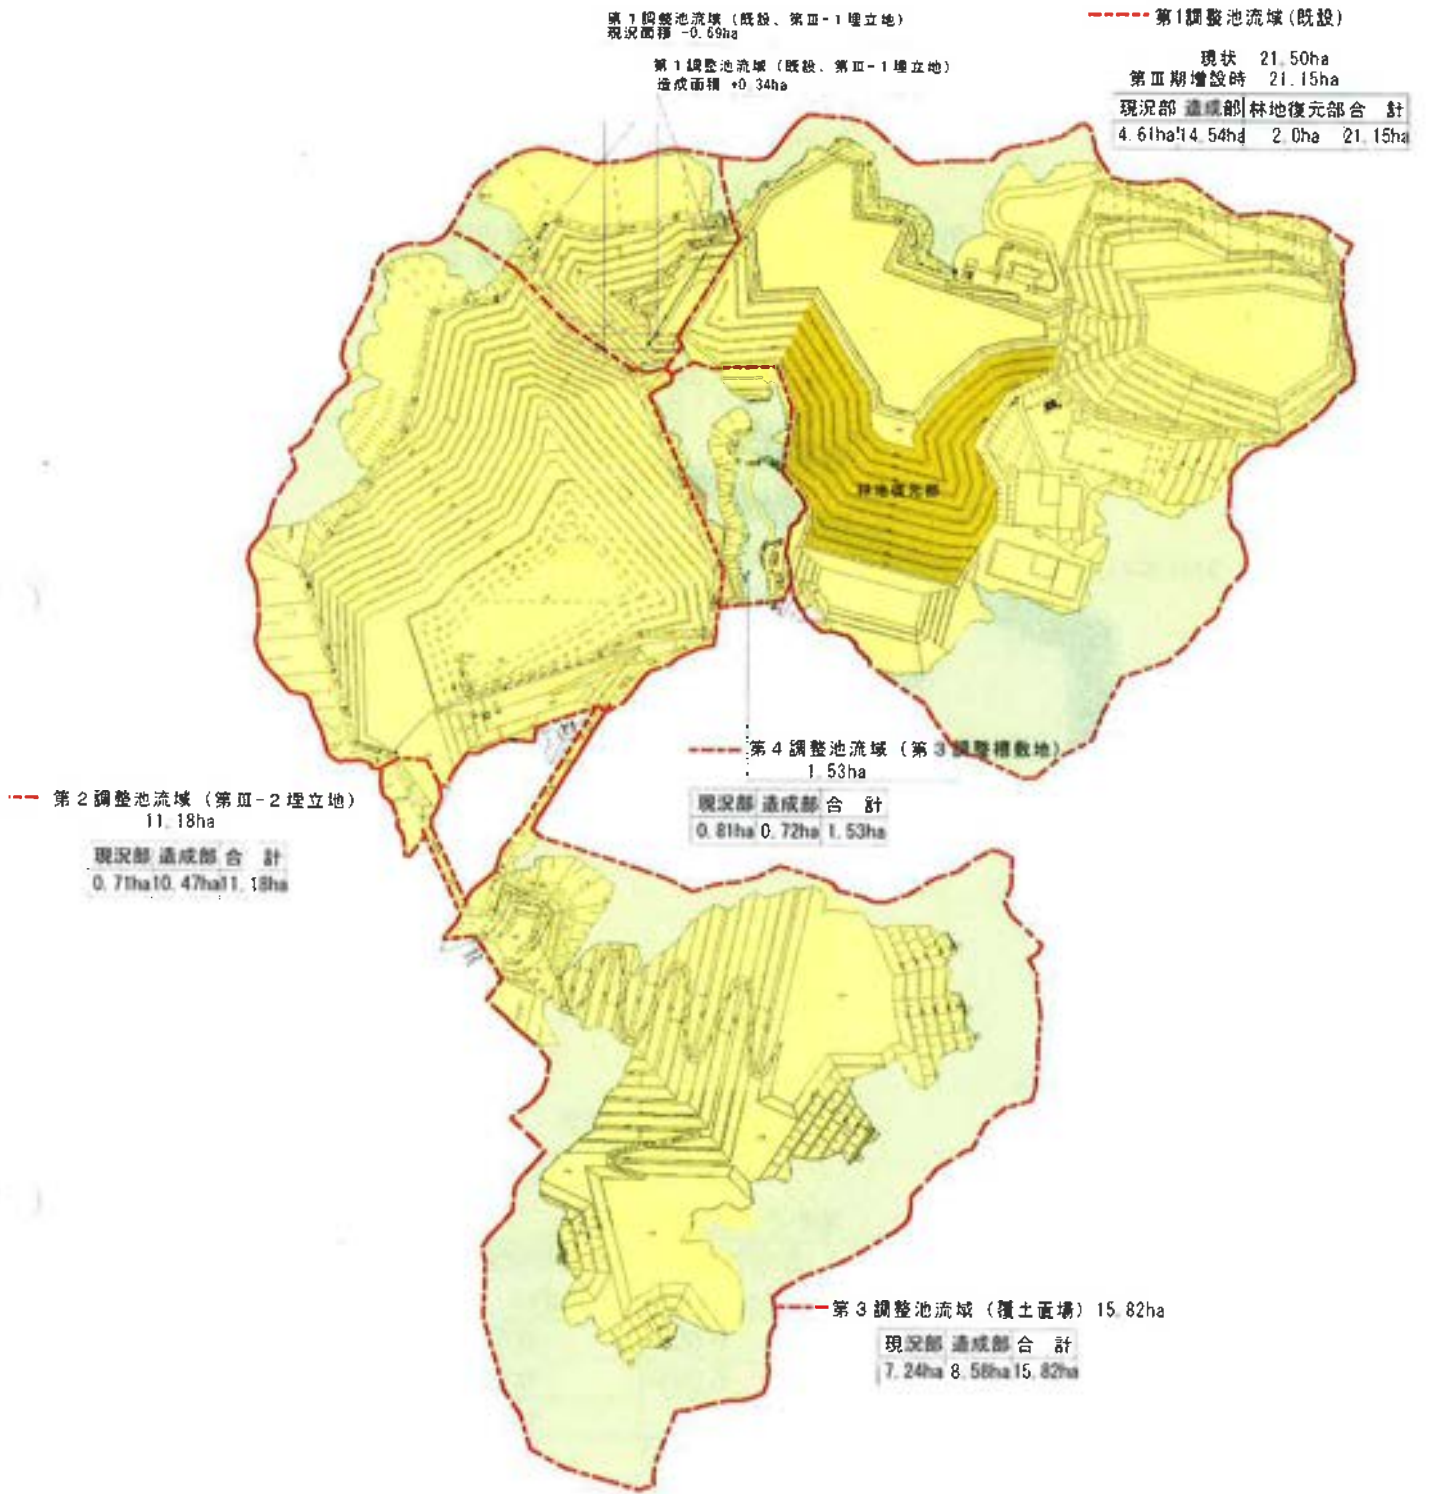 第1調整池流域（既設、第Ⅲ-1埋立地）
現況面積 -0.69ha
第1調整池流域（既設、第Ⅲ-1埋立地）
造成面積 +0.34ha
第1調整池流域(既設)
現状 21.50ha
第Ⅲ期増設時 21.15ha
現況部 造成部 林地復元部 合 計
4.61ha 14.54ha 2.0ha 21.15ha
林地復元部
第4調整池流域（第3調整槽敷地）
1.53ha
現況部 造成部 合 計
0.81ha 0.72ha 1.53ha
第2調整池流域（第Ⅲ-2埋立地）
11.18ha
現況部 造成部 合 計
0.71ha 10.47ha 11.18ha
第3調整池流域（覆土置場）15.82ha
現況部 造成部 合 計
7.24ha 8.58ha 15.82ha